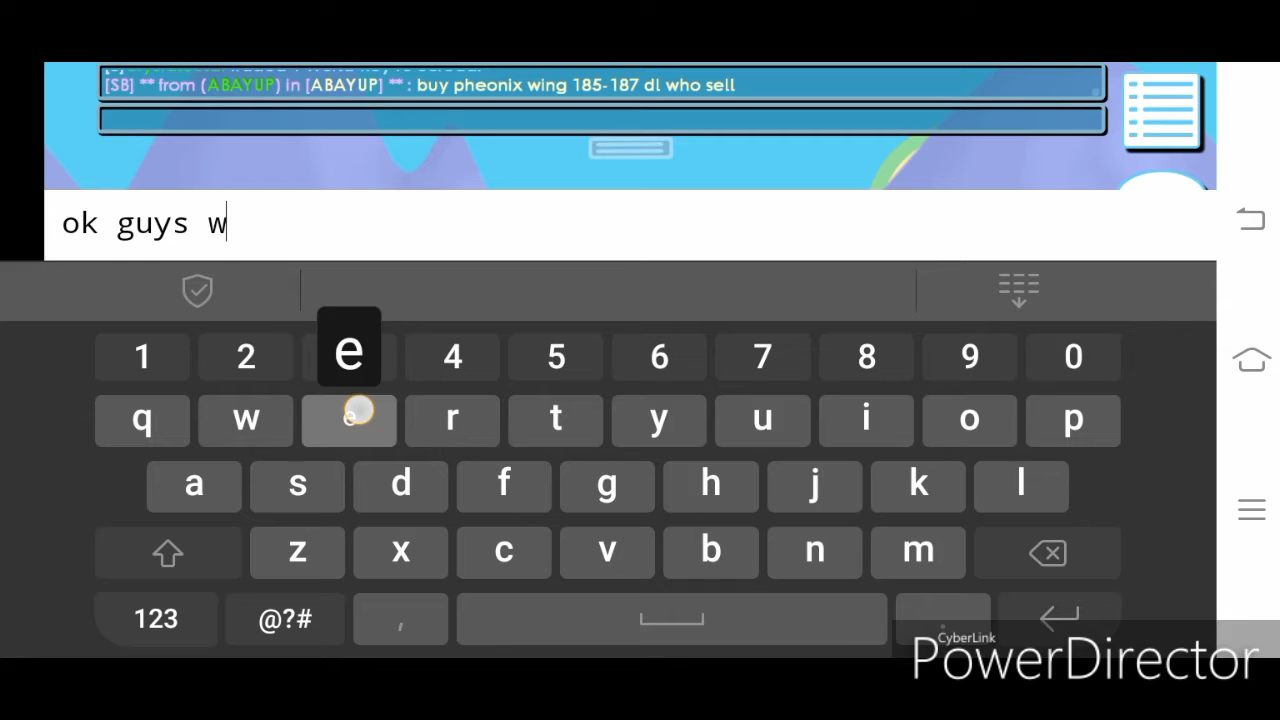 [SB] ** from (ABAYUP) in [ABAYUP] ** : buy pheonix wing 185-187 dl who sell
ok guys w
e
1 2 4 5 6 7 8 9 0
q w e r t y u i o p
a s d f g h j k l
z x c v b n m
123 @?# , .
CyberLink
PowerDirector